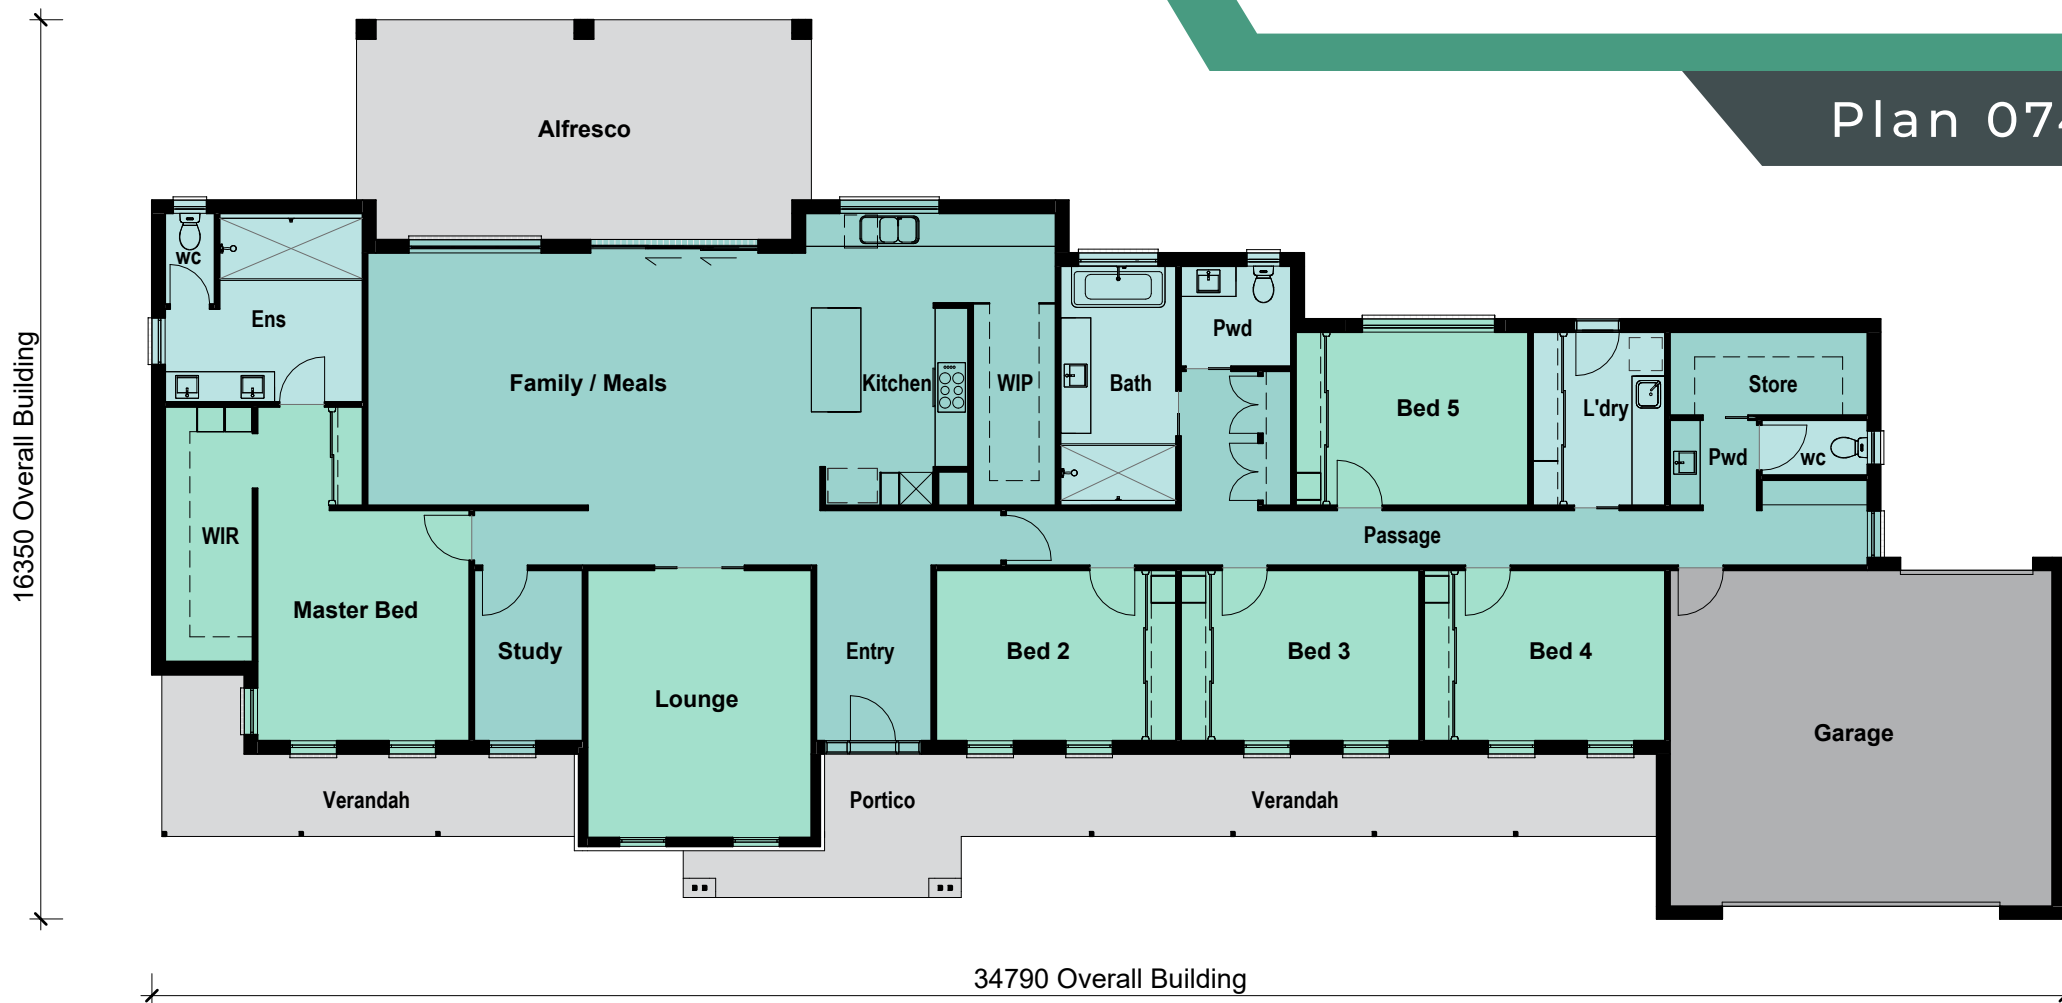 Plan 074
Alfresco
wc
Ens
Family / Meals
Kitchen
WIP
Bath
Pwd
Bed 5
L'dry
Store
Pwd
wc
WIR
Passage
Master Bed
Study
Lounge
Entry
Bed 2
Bed 3
Bed 4
Garage
Verandah
Portico
Verandah
16350 Overall Building
34790 Overall Building